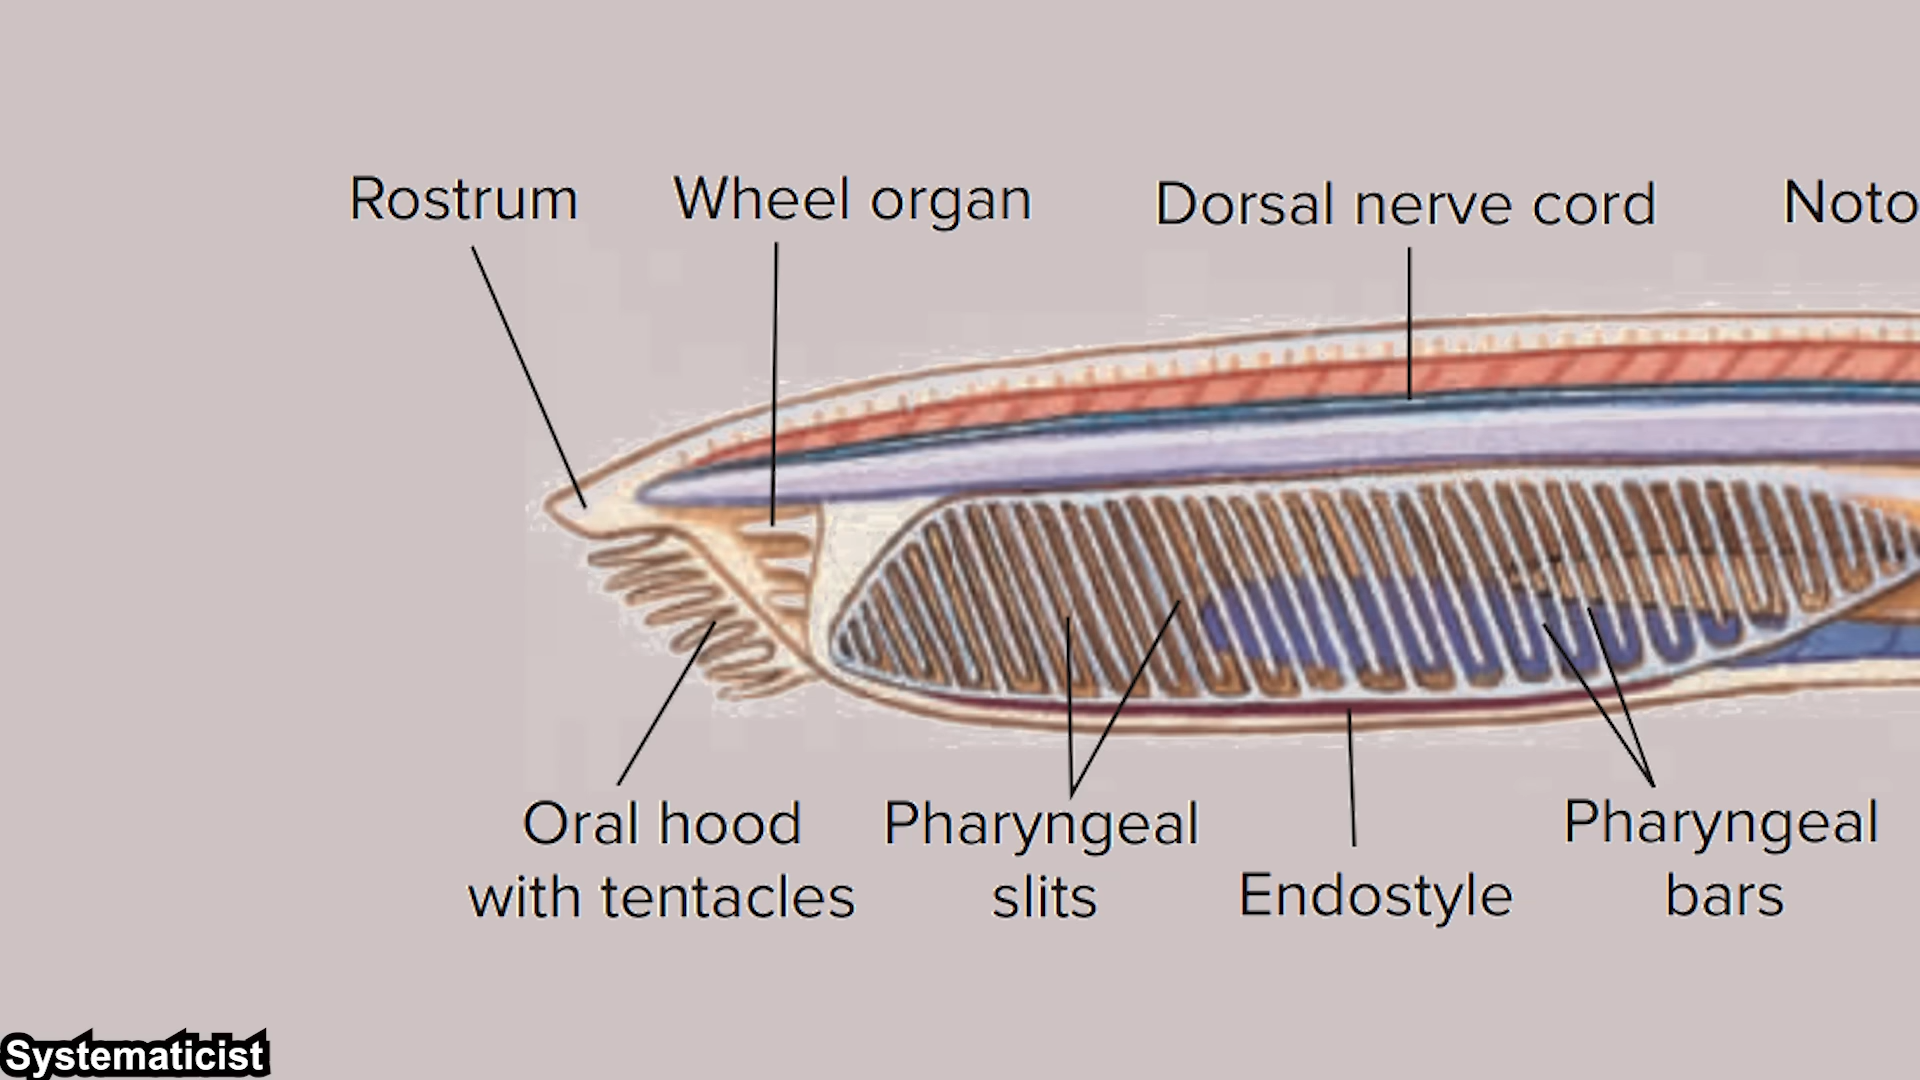 Rostrum
Wheel organ
Dorsal nerve cord
Noto
Oral hood
with tentacles
Pharyngeal
slits
Endostyle
Pharyngeal
bars
Systematicist